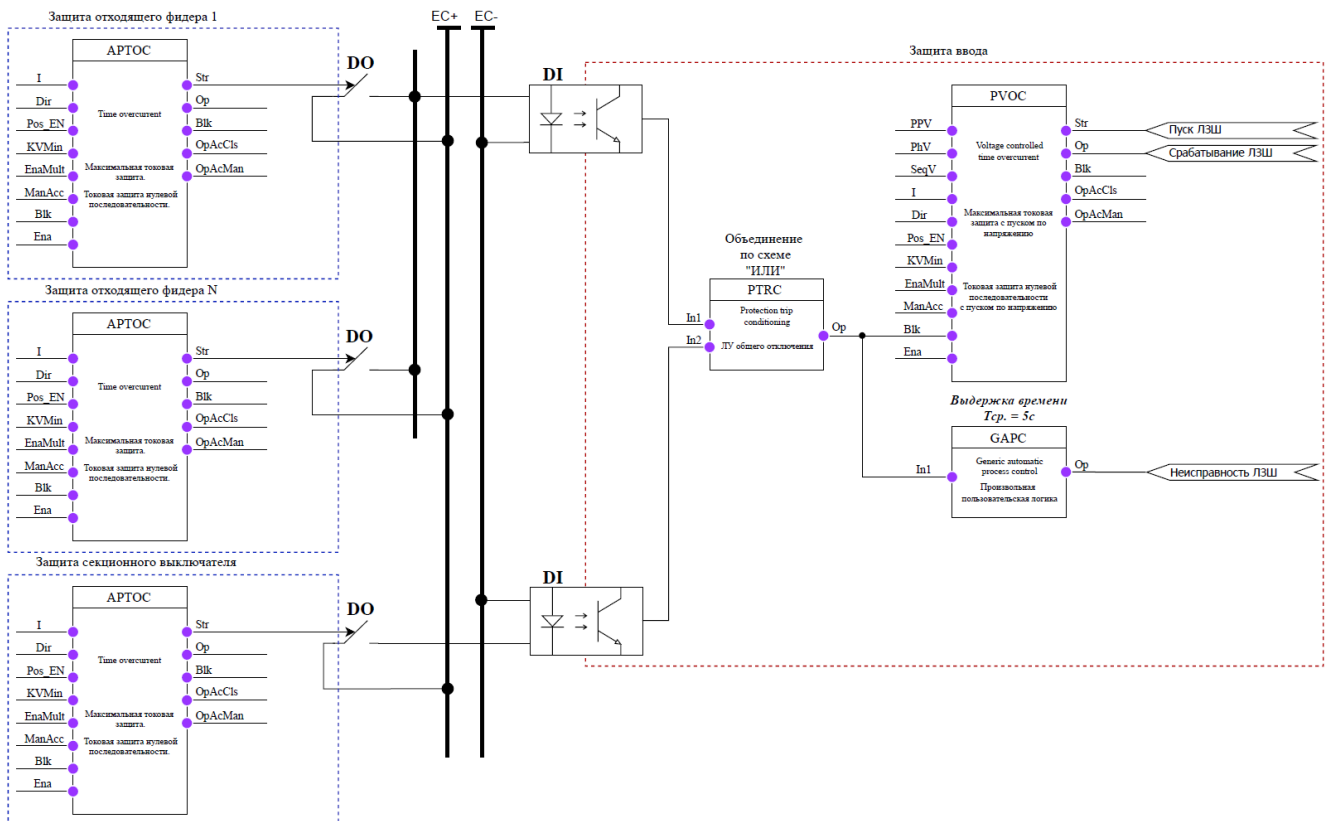 Защита отходящего фидера 1
APTOC
I
Dir
Pos_EN
KVMin
EnaMult
ManAcc
Blk
Ena
Time overcurrent
Максимальная токовая
защита.
Токовая защита нулевой
последовательности.
Str
Op
Blk
OpAcCls
OpAcMan
DO
Защита отходящего фидера N
APTOC
I
Dir
Pos_EN
KVMin
EnaMult
ManAcc
Blk
Ena
Time overcurrent
Максимальная токовая
защита.
Токовая защита нулевой
последовательности.
Str
Op
Blk
OpAcCls
OpAcMan
DO
Защита секционного выключателя
APTOC
I
Dir
Pos_EN
KVMin
EnaMult
ManAcc
Blk
Ena
Time overcurrent
Максимальная токовая
защита.
Токовая защита нулевой
последовательности.
Str
Op
Blk
OpAcCls
OpAcMan
DO
EC+
EC-
DI
DI
Защита ввода
Объединение
по схеме
"ИЛИ"
PTRC
In1
In2
Protection trip
conditioning
ЛУ общего отключения
Op
PVOC
PPV
PhV
SeqV
I
Dir
Pos_EN
KVMin
EnaMult
ManAcc
Blk
Ena
Voltage controlled
time overcurrent
Максимальная токовая
защита с пуском по
напряжению
Токовая защита нулевой
последовательности
с пуском по напряжению
Str
Op
Blk
OpAcCls
OpAcMan
Пуск ЛЗШ
Срабатывание ЛЗШ
Выдержка времени
Тср. = 5с
GAPC
In1
Generic automatic
process control
Произвольная
пользовательская логика
Op
Неисправность ЛЗШ